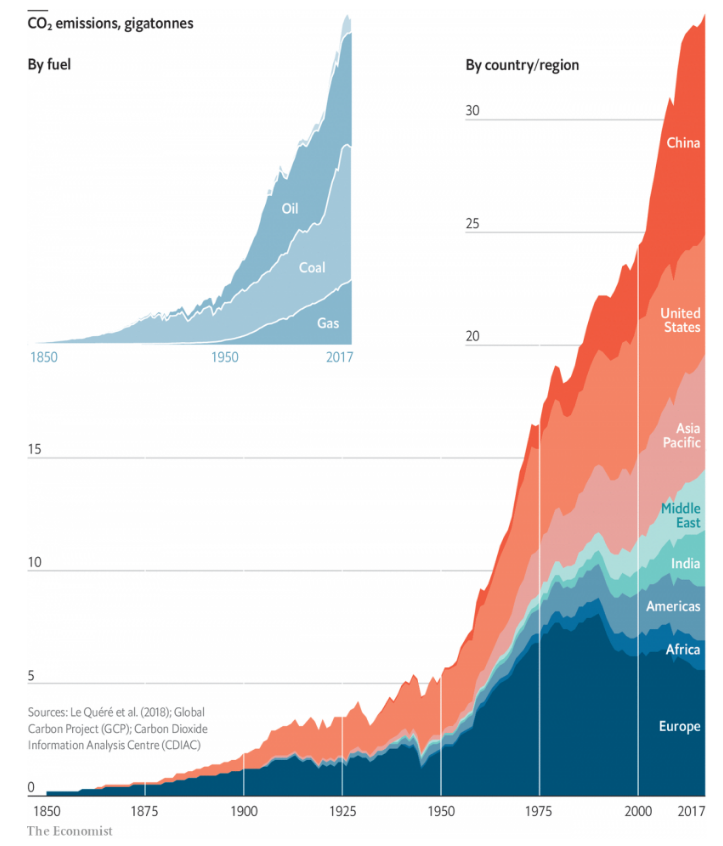 CO₂ emissions, gigatonnes
By fuel
Oil
Coal
Gas
1850 1950 2017
By country/region
30
25
20
15
10
5
0
China
United
States
Asia
Pacific
Middle
East
India
Americas
Africa
Europe
Sources: Le Quéré et al. (2018); Global
Carbon Project (GCP); Carbon Dioxide
Information Analysis Centre (CDIAC)
1850 1875 1900 1925 1950 1975 2000 2017
The Economist